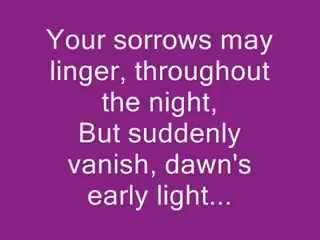 Your sorrows may
linger, throughout
the night,
But suddenly
vanish, dawn's
early light...